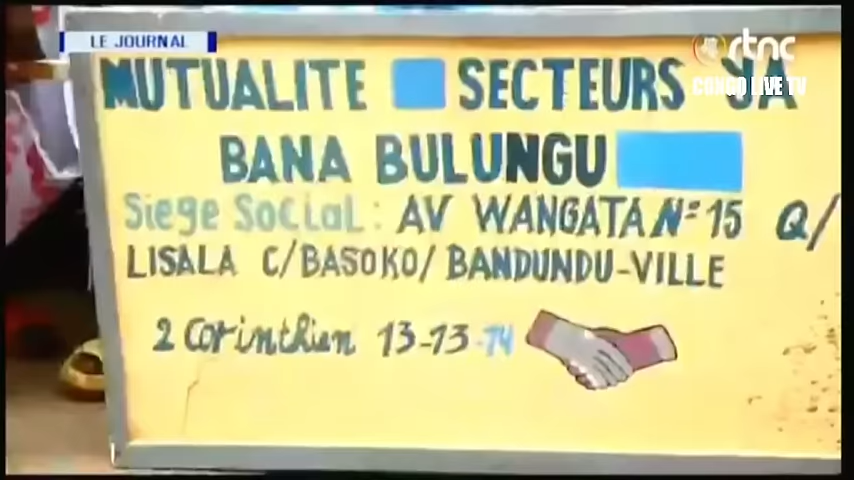 LE JOURNAL
rtnc
CONGO LIVE TV
MUTUALITE SECTEURS YA
BANA BULUNGU
Siege Social: AV WANGATA N= 15 Q/
LISALA C/BASOKO/ BANDUNDU-VILLE
2 Corinthien 13-13-14